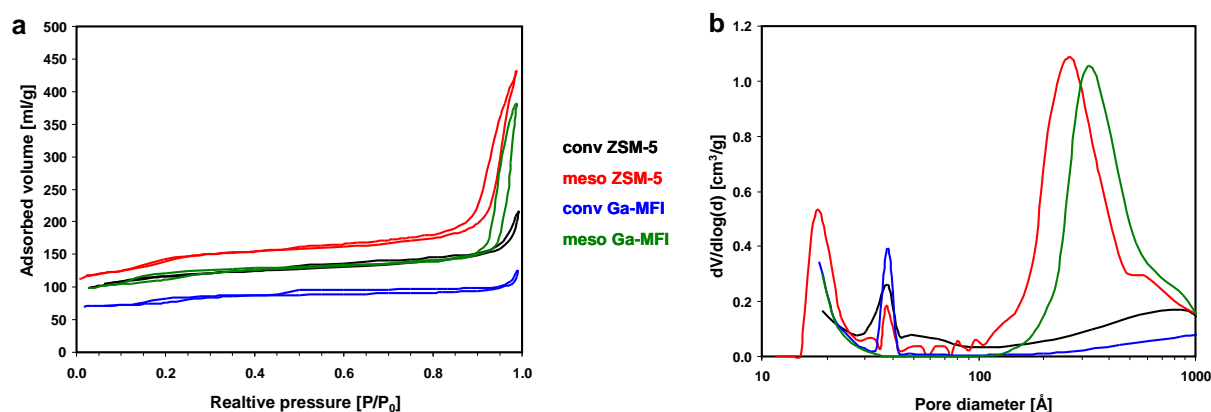 a
500
450
400
350
300
250
200
150
100
50
0
Adsorbed volume [ml/g]
0.0 0.2 0.4 0.6 0.8 1.0
Realtive pressure [P/P₀]
conv ZSM-5
meso ZSM-5
conv Ga-MFI
meso Ga-MFI
b
1.2
1.0
0.8
0.6
0.4
0.2
0.0
dV/dlog(d) [cm³/g]
10 100 1000
Pore diameter [Å]